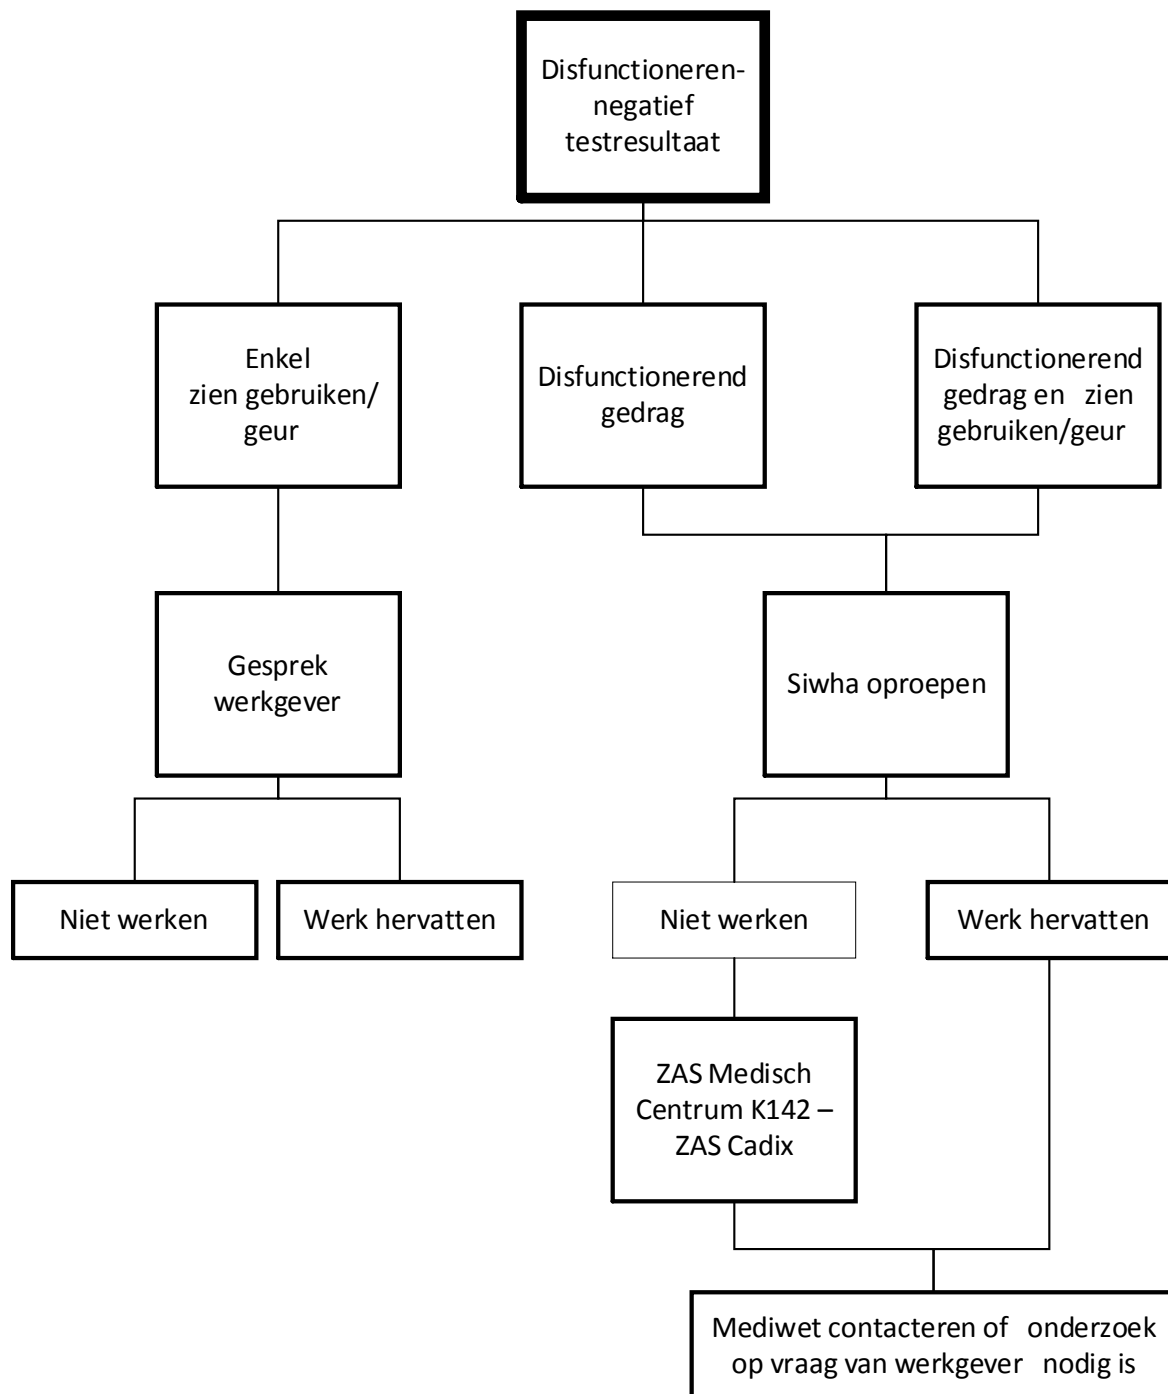 Disfunctioneren-
negatief
testresultaat
Enkel
zien gebruiken/
geur
Disfunctionerend
gedrag
Disfunctionerend
gedrag en zien
gebruiken/geur
Gesprek
werkgever
Siwha oproepen
Niet werken
Werk hervatten
Niet werken
Werk hervatten
ZAS Medisch
Centrum K142 –
ZAS Cadix
Mediwet contacteren of onderzoek
op vraag van werkgever nodig is